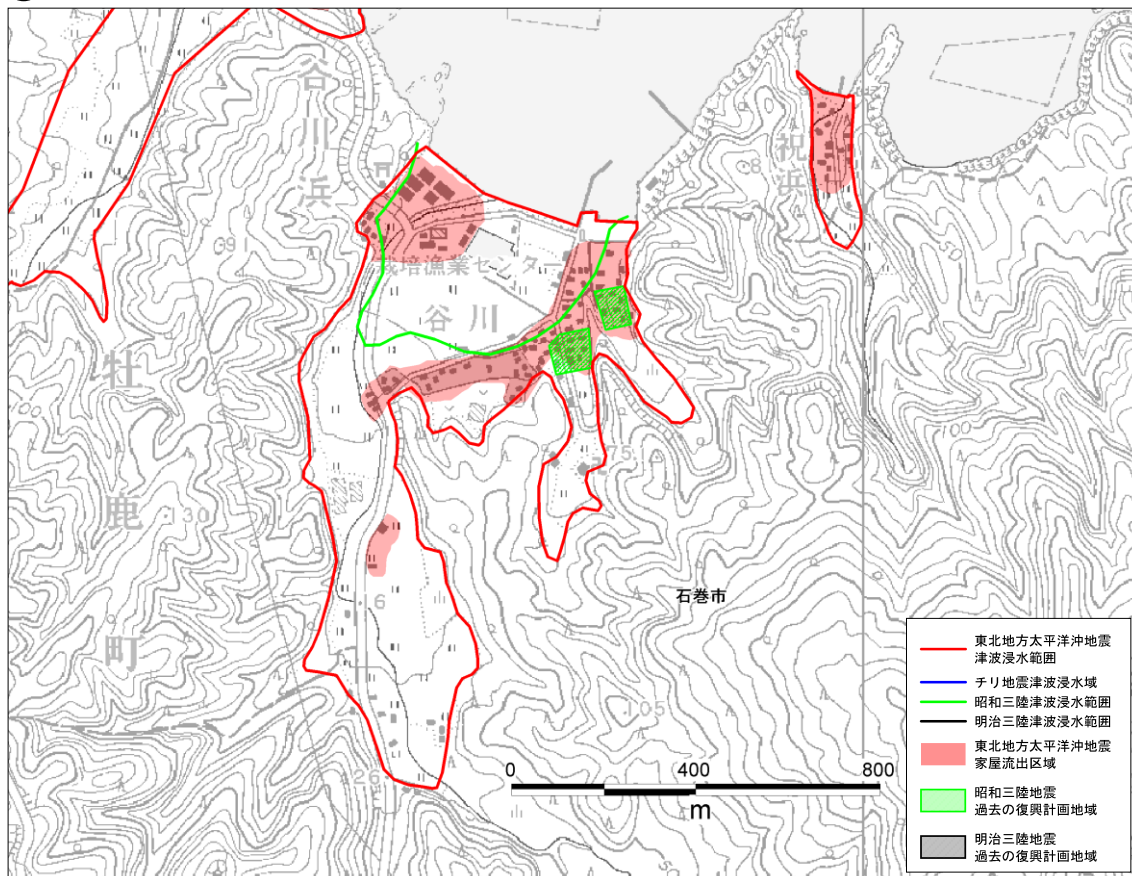 谷川浜
祝浜
栽培漁業センター
谷川
牡鹿町
130
75
6
石巻市
105
26
0 400 800
m
東北地方太平洋沖地震
津波浸水範囲
チリ地震津波浸水域
昭和三陸津波浸水範囲
明治三陸津波浸水範囲
東北地方太平洋沖地震
家屋流出区域
昭和三陸地震
過去の復興計画地域
明治三陸地震
過去の復興計画地域